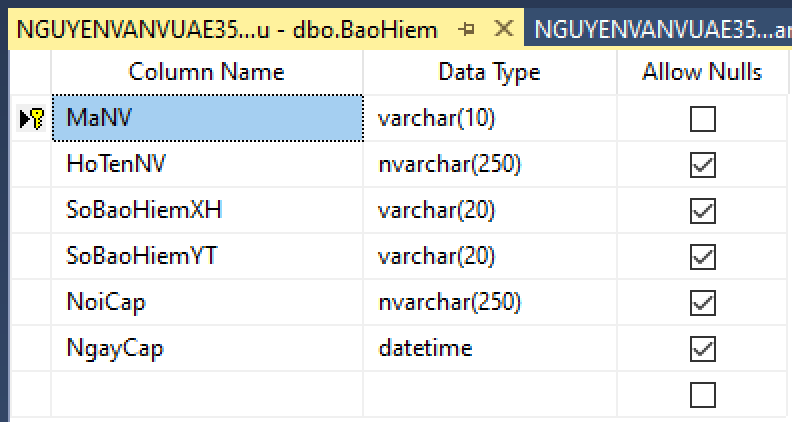 NGUYENVANVUAE35...u - dbo.BaoHiem NGUYENVANVUAE35...ar
Column Name Data Type Allow Nulls
MaNV varchar(10)
HoTenNV nvarchar(250)
SoBaoHiemXH varchar(20)
SoBaoHiemYT varchar(20)
NoiCap nvarchar(250)
NgayCap datetime